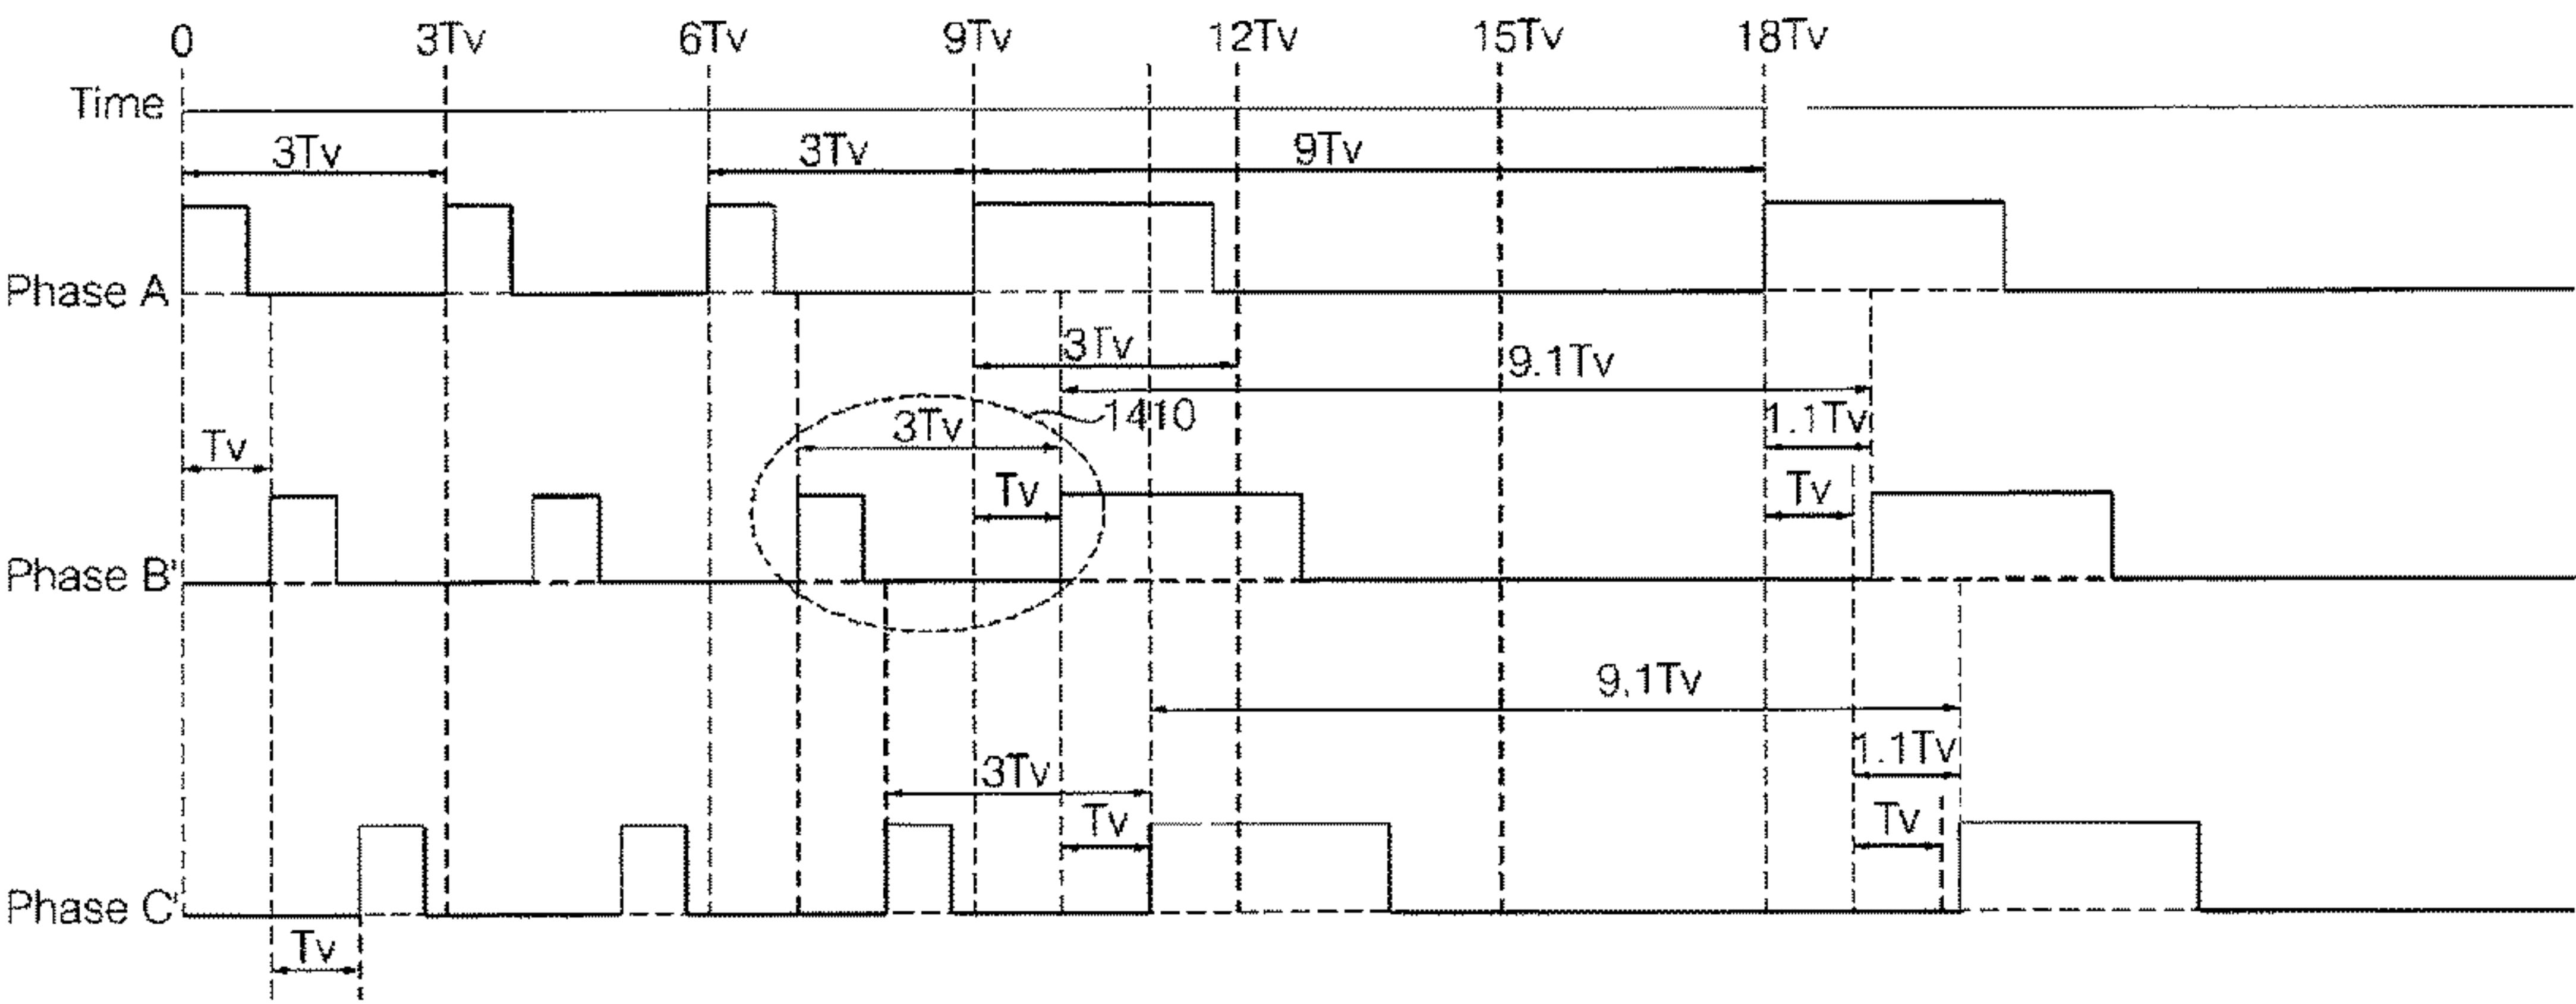 0 3Tv 6Tv 9Tv 12Tv 15Tv 18Tv
Time
3Tv 3Tv 9Tv
Phase A
3Tv 9.1Tv
1410
Tv 3Tv 1.1Tv
Tv Tv
Phase B'
9.1Tv
3Tv 1.1Tv
Tv Tv
Phase C'
Tv